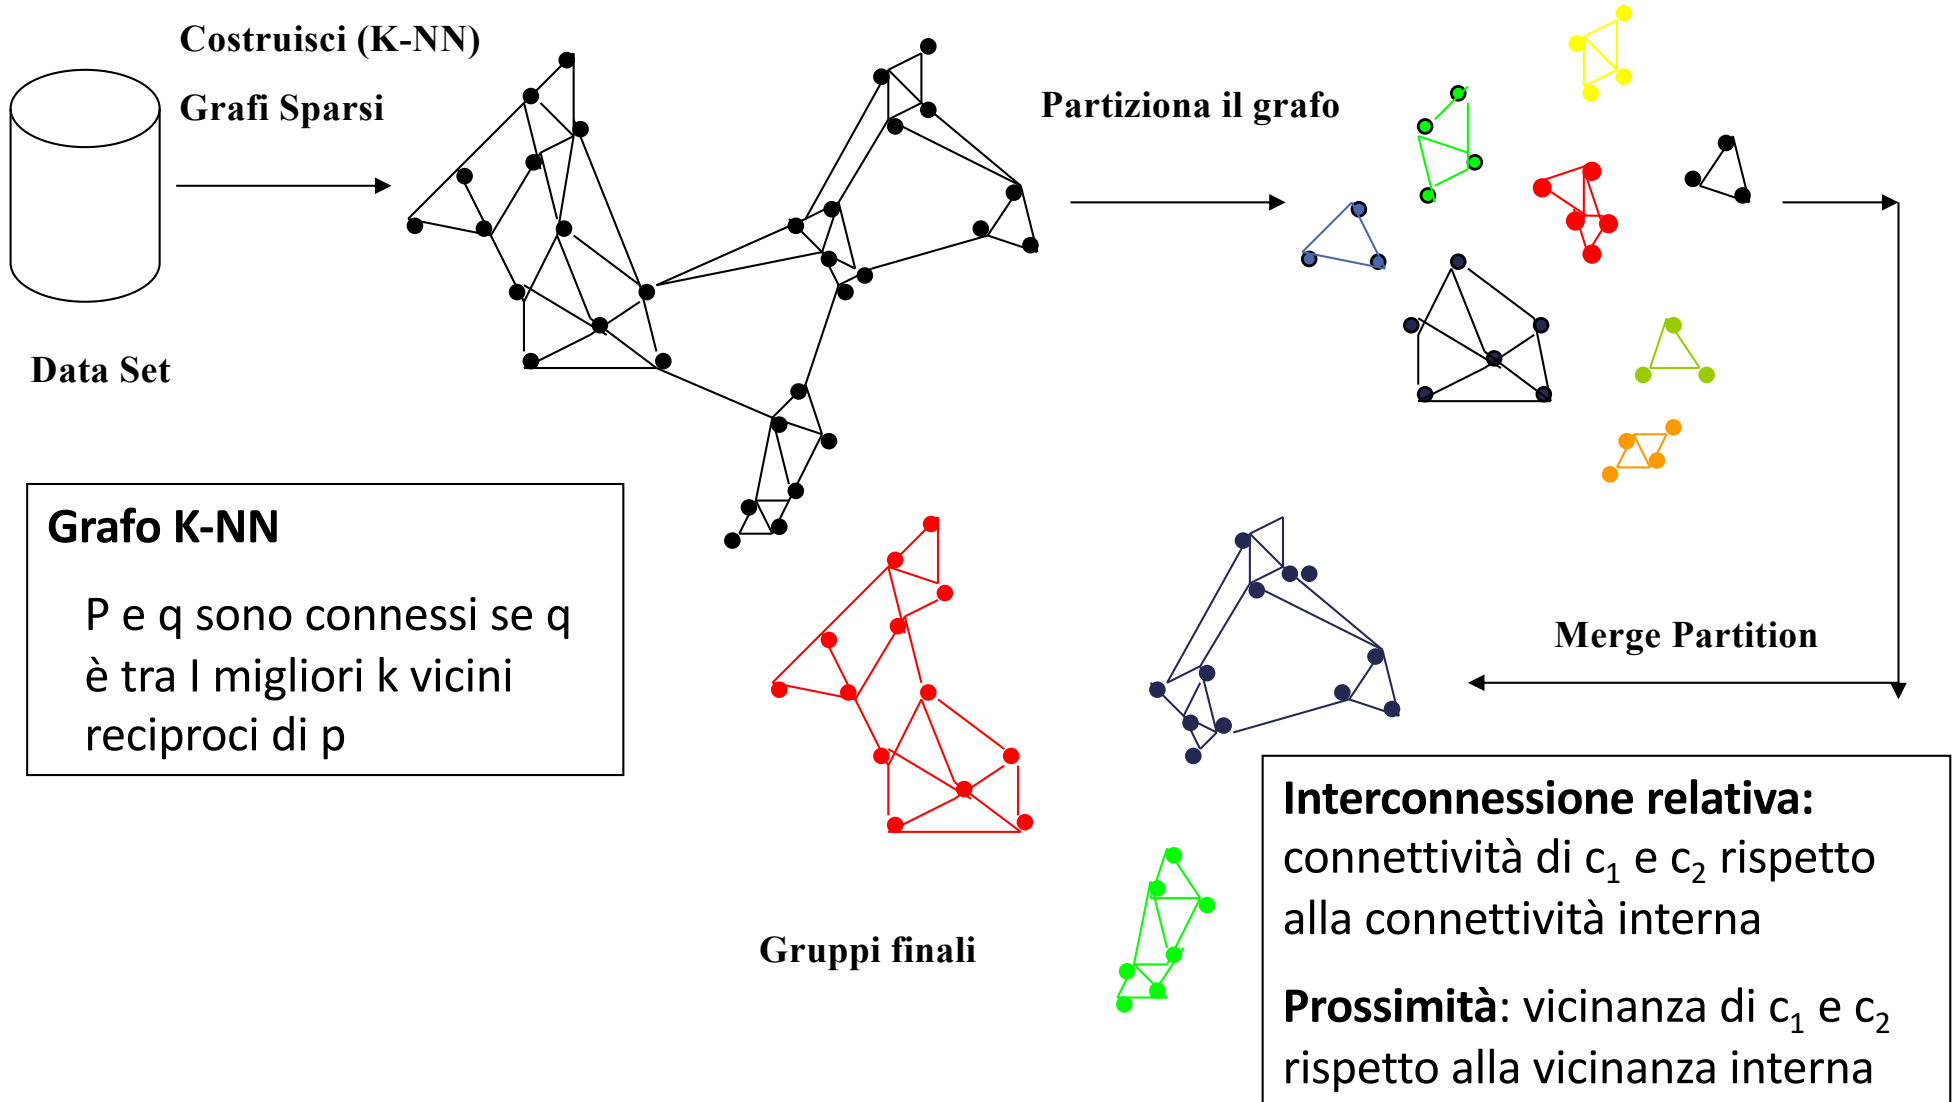 Costruisci (K-NN)
Grafi Sparsi
Partiziona il grafo
Data Set
Grafo K-NN
P e q sono connessi se q
è tra I migliori k vicini
reciproci di p
Merge Partition
Gruppi finali
Interconnessione relativa:
connettività di c₁ e c₂ rispetto
alla connettività interna
Prossimità: vicinanza di c₁ e c₂
rispetto alla vicinanza interna